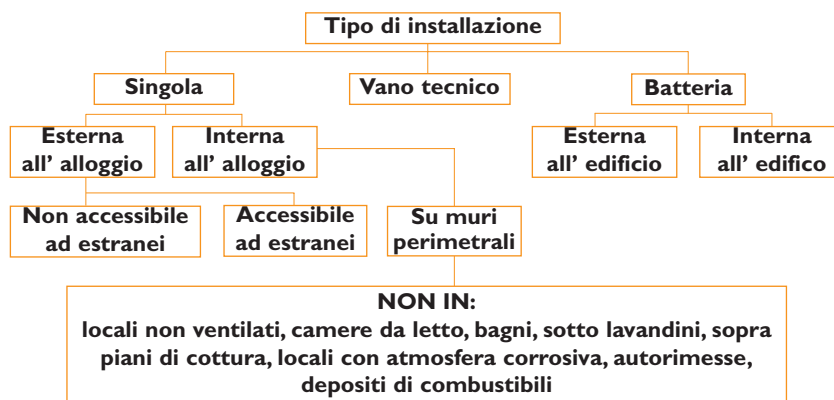 Tipo di installazione
Singola
Vano tecnico
Batteria
Esterna
all' alloggio
Interna
all' alloggio
Esterna
all' edificio
Interna
all' edifico
Non accessibile
ad estranei
Accessibile
ad estranei
Su muri
perimetrali
NON IN:
locali non ventilati, camere da letto, bagni, sotto lavandini, sopra
piani di cottura, locali con atmosfera corrosiva, autorimesse,
depositi di combustibili